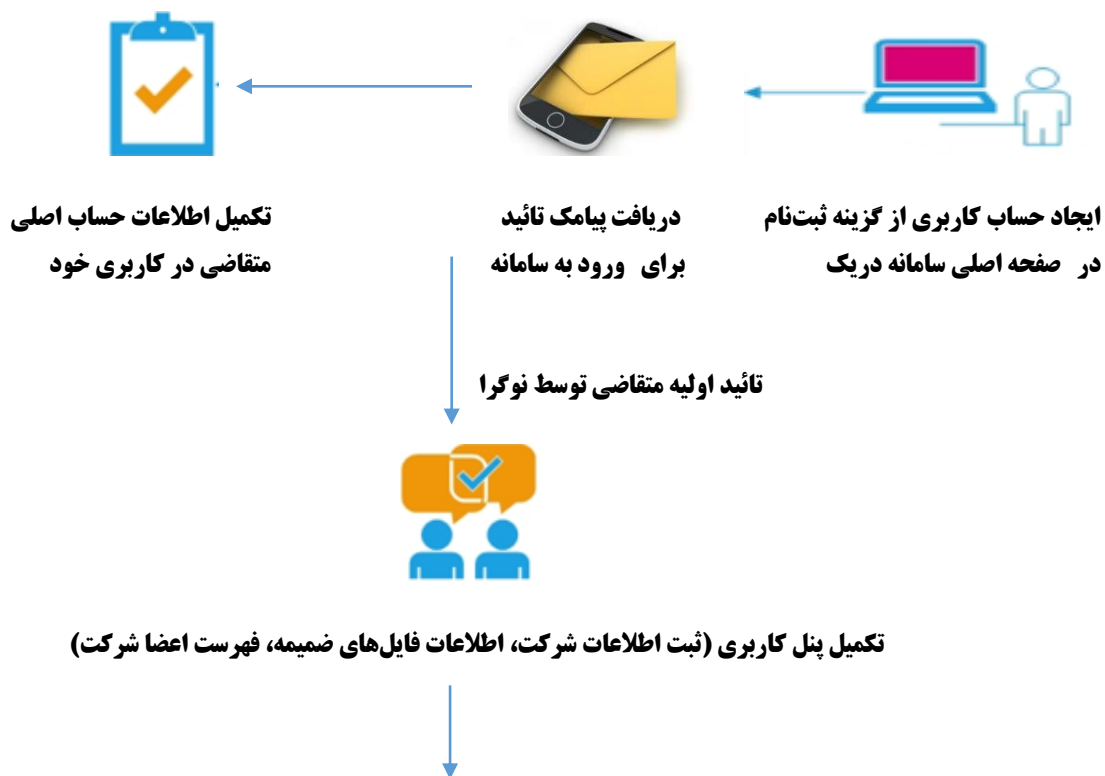 ایجاد حساب کاربری از گزینه ثبت‌نام
در صفحه اصلی سامانه دریک
دریافت پیامک تائید
برای ورود به سامانه
تکمیل اطلاعات حساب اصلی
متقاضی در کاربری خود
تائید اولیه متقاضی توسط نوگرا
تکمیل پنل کاربری (ثبت اطلاعات شرکت، اطلاعات فایل‌های ضمیمه، فهرست اعضا شرکت)